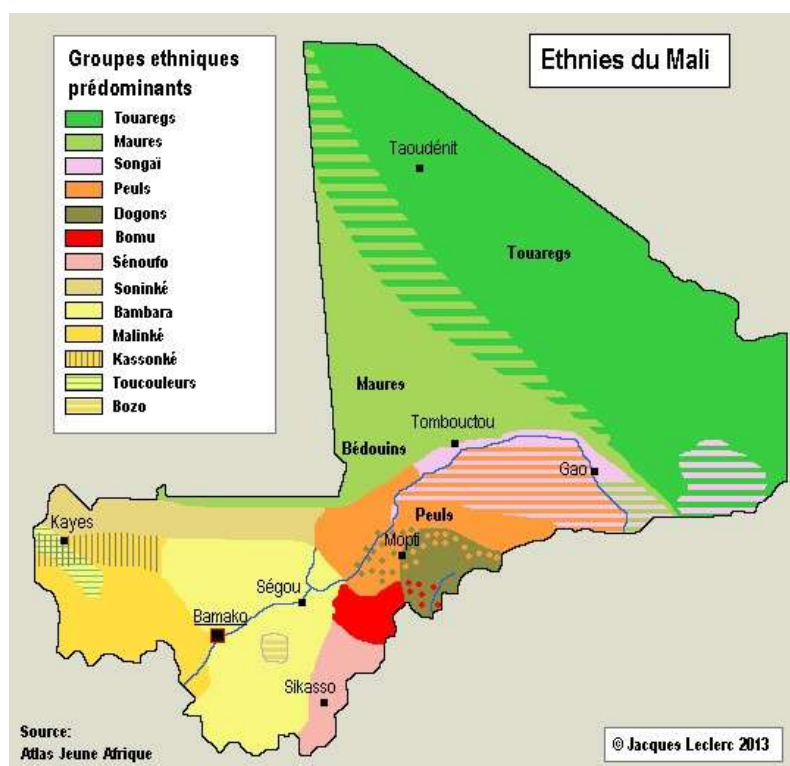 Groupes ethniques
prédominants
Touaregs
Maures
Songaï
Peuls
Dogons
Bomu
Sénoufo
Soninké
Bambara
Malinké
Kassonké
Toucouleurs
Bozo
Ethnies du Mali
Taoudénit
Touaregs
Maures
Tombouctou
Bédouins
Gao
Peuls
Kayes
Mopti
Ségou
Bamako
Sikasso
Source:
Atlas Jeune Afrique
© Jacques Leclerc 2013